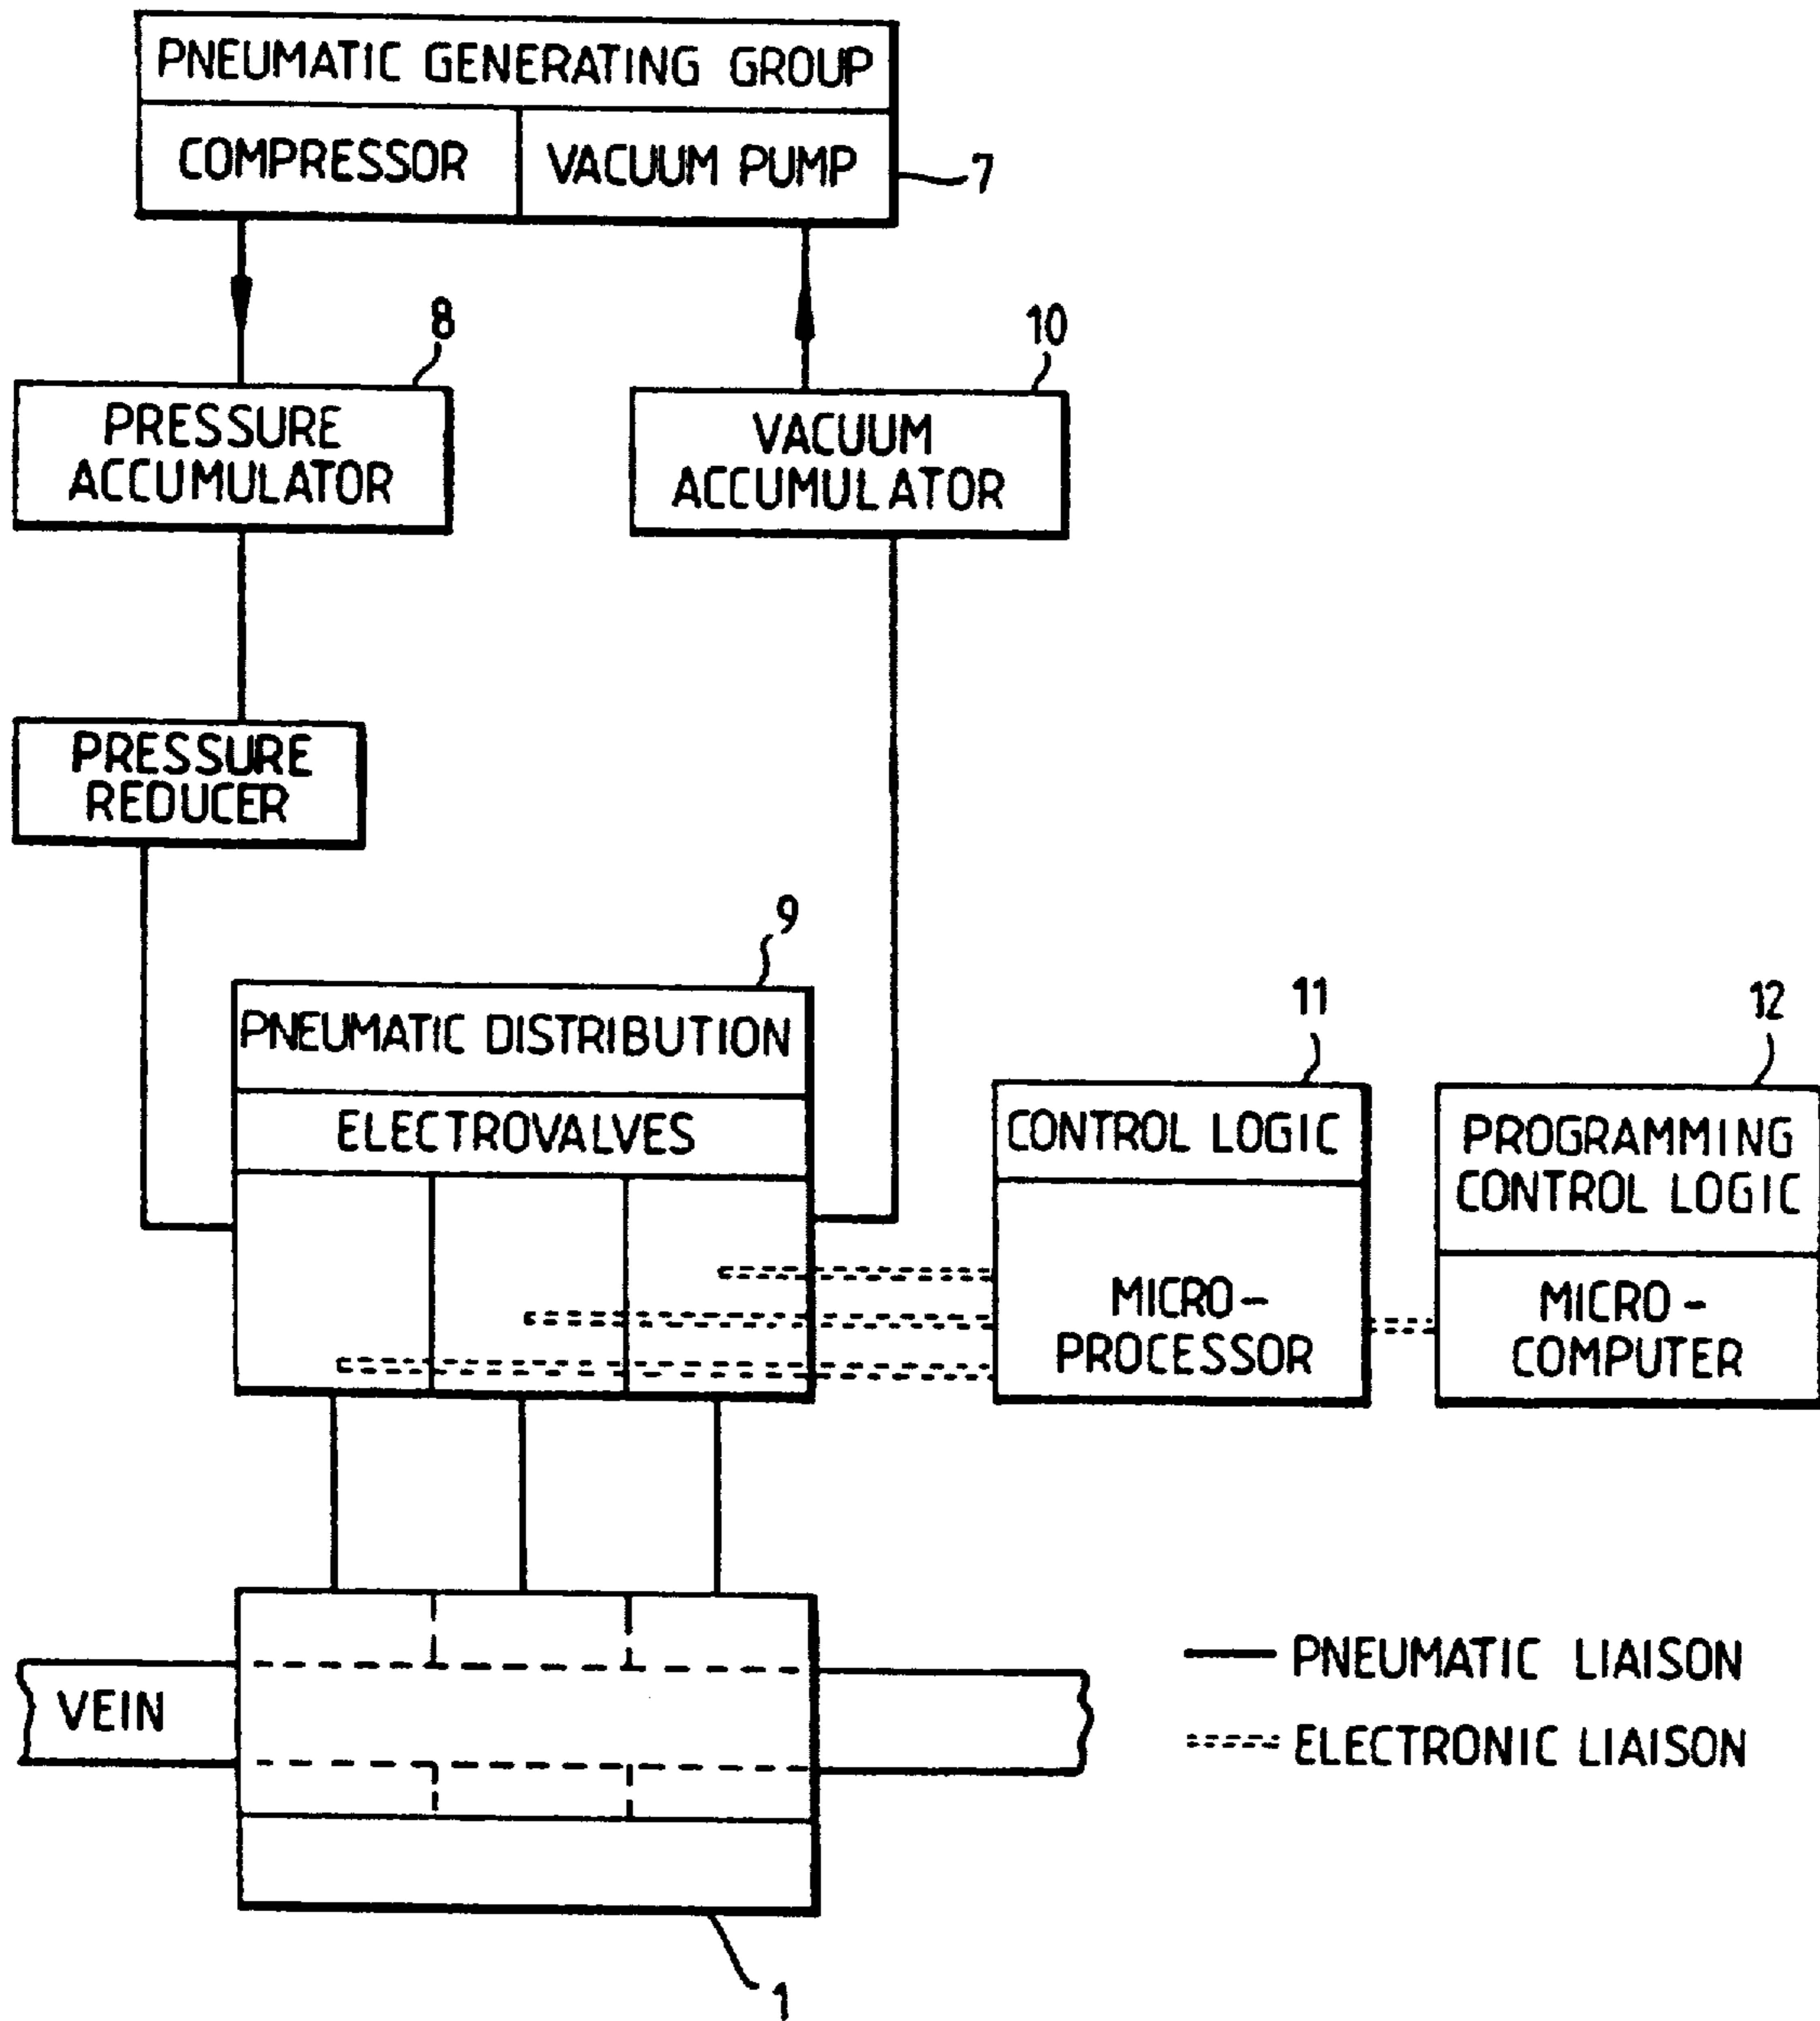 PNEUMATIC GENERATING GROUP
COMPRESSOR
VACUUM PUMP
7
8
10
PRESSURE
ACCUMULATOR
VACUUM
ACCUMULATOR
PRESSURE
REDUCER
9
PNEUMATIC DISTRIBUTION
ELECTROVALVES
11
12
CONTROL LOGIC
MICRO-
PROCESSOR
PROGRAMMING
CONTROL LOGIC
MICRO-
COMPUTER
VEIN
PNEUMATIC LIAISON
ELECTRONIC LIAISON
1